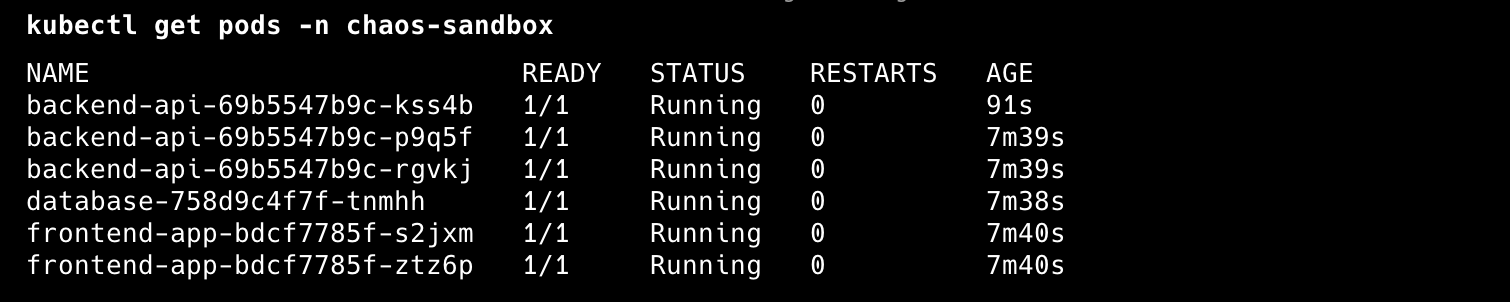 kubectl get pods -n chaos-sandbox
NAME READY STATUS RESTARTS AGE
backend-api-69b5547b9c-kss4b 1/1 Running 0 91s
backend-api-69b5547b9c-p9q5f 1/1 Running 0 7m39s
backend-api-69b5547b9c-rgvkj 1/1 Running 0 7m39s
database-758d9c4f7f-tnmhh 1/1 Running 0 7m38s
frontend-app-bdcf7785f-s2jxm 1/1 Running 0 7m40s
frontend-app-bdcf7785f-ztz6p 1/1 Running 0 7m40s